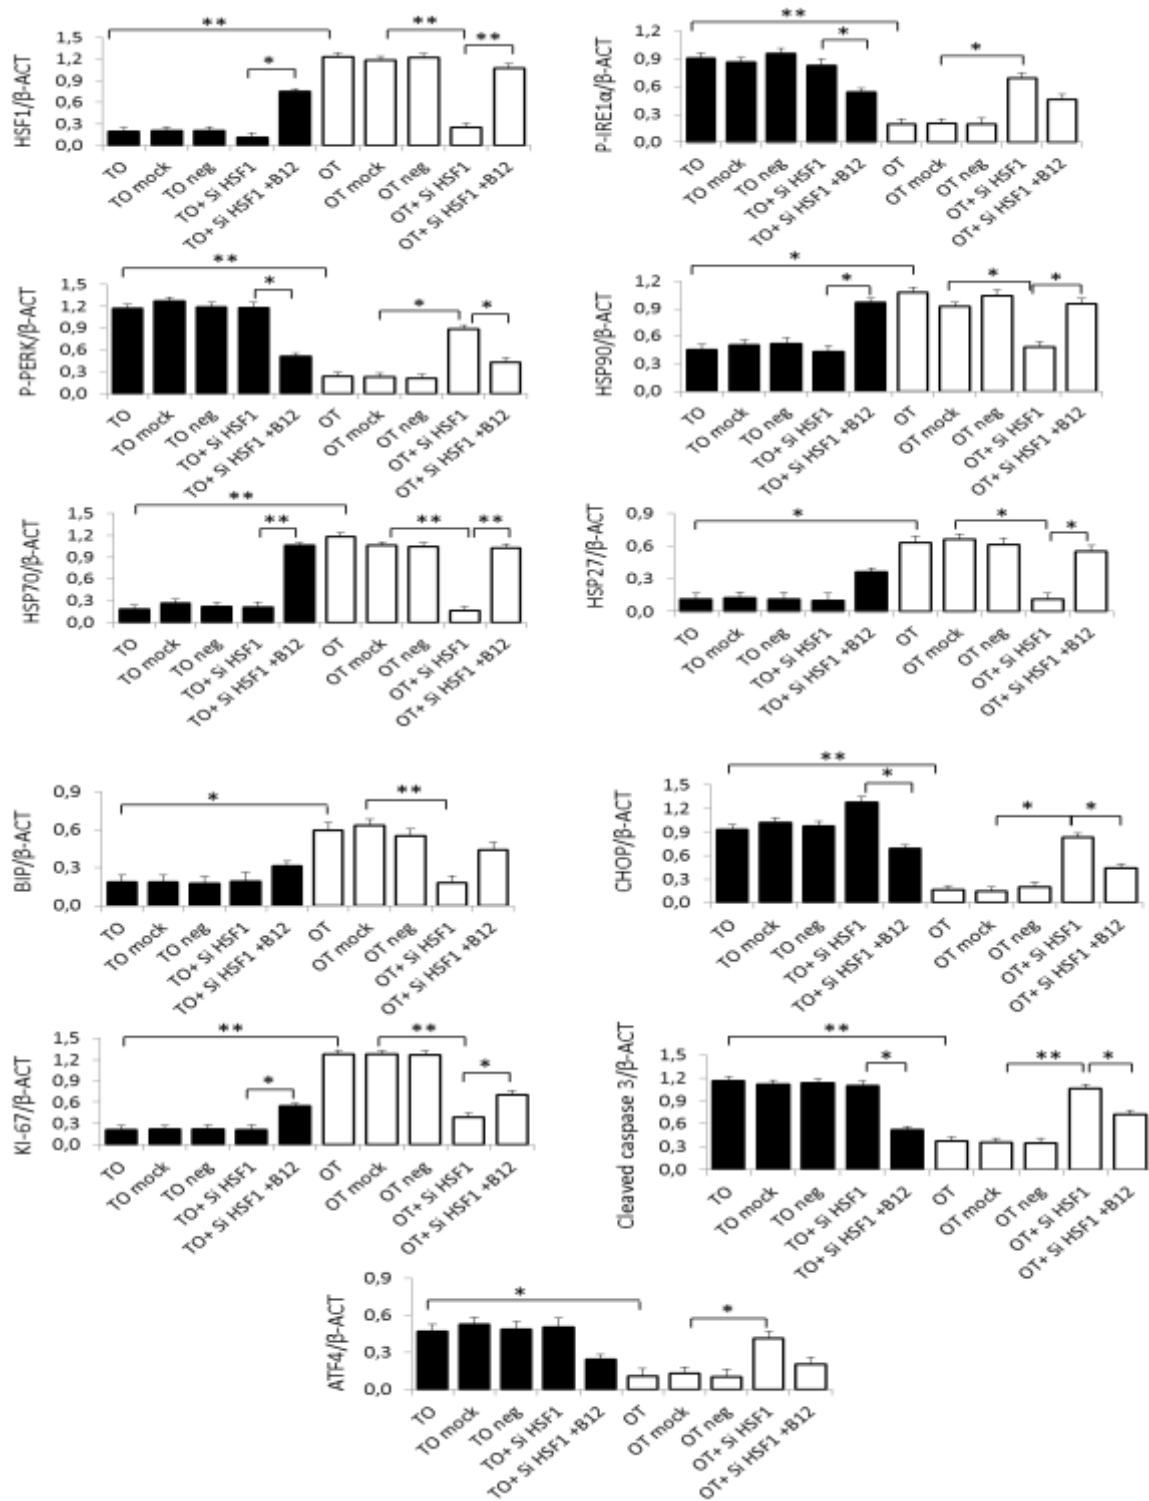 **
**
**
*
HSF1/β-ACT
1,5
1,2
0,9
0,6
0,3
0,0
TO
TO mock
TO neg
TO+ Si HSF1
TO+ Si HSF1 +B12
OT
OT mock
OT neg
OT+ Si HSF1
OT+ Si HSF1 +B12
**
*
*
P-IRE1α/β-ACT
1,2
0,9
0,6
0,3
0,0
TO
TO mock
TO neg
TO+ Si HSF1
TO+ Si HSF1 +B12
OT
OT mock
OT neg
OT+ Si HSF1
OT+ Si HSF1 +B12
**
*
*
*
P-PERK/β-ACT
1,5
1,2
0,9
0,6
0,3
0,0
TO
TO mock
TO neg
TO+ Si HSF1
TO+ Si HSF1 +B12
OT
OT mock
OT neg
OT+ Si HSF1
OT+ Si HSF1 +B12
*
*
*
*
HSP90/β-ACT
1,2
0,9
0,6
0,3
0,0
TO
TO mock
TO neg
TO+ Si HSF1
TO+ Si HSF1 +B12
OT
OT mock
OT neg
OT+ Si HSF1
OT+ Si HSF1 +B12
**
**
**
**
HSP70/β-ACT
1,5
1,2
0,9
0,6
0,3
0,0
TO
TO mock
TO neg
TO+ Si HSF1
TO+ Si HSF1 +B12
OT
OT mock
OT neg
OT+ Si HSF1
OT+ Si HSF1 +B12
*
*
*
HSP27/β-ACT
0,9
0,6
0,3
0,0
TO
TO mock
TO neg
TO+ Si HSF1
TO+ Si HSF1 +B12
OT
OT mock
OT neg
OT+ Si HSF1
OT+ Si HSF1 +B12
*
**
BIP/β-ACT
0,9
0,6
0,3
0,0
TO
TO mock
TO neg
TO+ Si HSF1
TO+ Si HSF1 +B12
OT
OT mock
OT neg
OT+ Si HSF1
OT+ Si HSF1 +B12
**
*
*
*
CHOP/β-ACT
1,5
1,2
0,9
0,6
0,3
0,0
TO
TO mock
TO neg
TO+ Si HSF1
TO+ Si HSF1 +B12
OT
OT mock
OT neg
OT+ Si HSF1
OT+ Si HSF1 +B12
**
**
*
*
KI-67/β-ACT
1,5
1,2
0,9
0,6
0,3
0,0
TO
TO mock
TO neg
TO+ Si HSF1
TO+ Si HSF1 +B12
OT
OT mock
OT neg
OT+ Si HSF1
OT+ Si HSF1 +B12
**
*
**
*
Cleaved caspase 3/β-ACT
1,5
1,2
0,9
0,6
0,3
0,0
TO
TO mock
TO neg
TO+ Si HSF1
TO+ Si HSF1 +B12
OT
OT mock
OT neg
OT+ Si HSF1
OT+ Si HSF1 +B12
*
*
ATF4/β-ACT
0,9
0,6
0,3
0,0
TO
TO mock
TO neg
TO+ Si HSF1
TO+ Si HSF1 +B12
OT
OT mock
OT neg
OT+ Si HSF1
OT+ Si HSF1 +B12